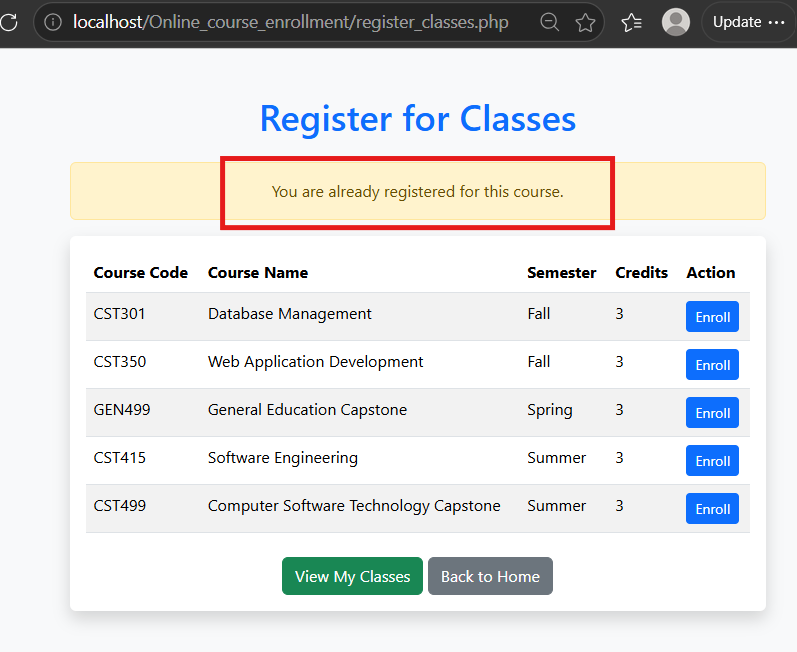 localhost/Online_course_enrollment/register_classes.php Update
Register for Classes
You are already registered for this course.
Course Code Course Name Semester Credits Action
CST301 Database Management Fall 3 Enroll
CST350 Web Application Development Fall 3 Enroll
GEN499 General Education Capstone Spring 3 Enroll
CST415 Software Engineering Summer 3 Enroll
CST499 Computer Software Technology Capstone Summer 3 Enroll
View My Classes Back to Home